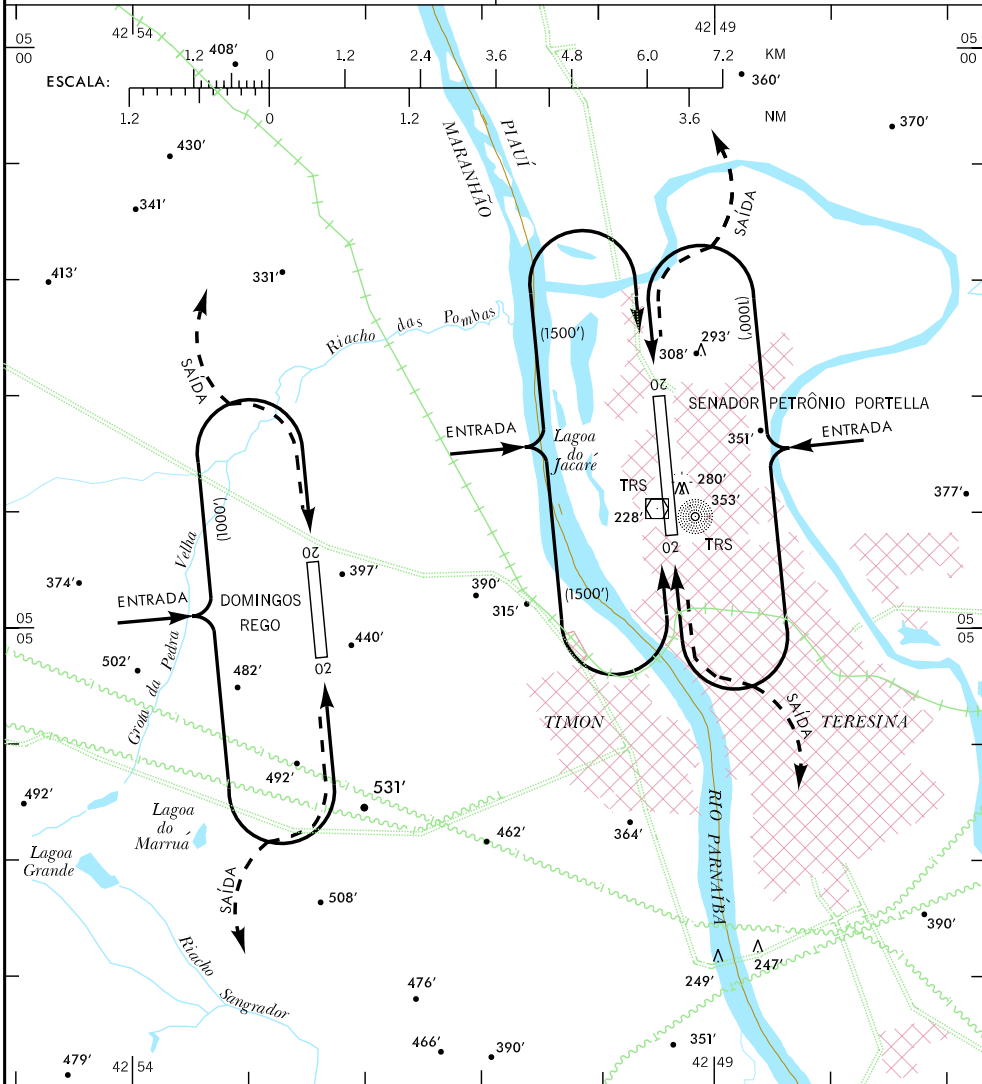 42 54
42 49
05
00
05
00
408'
1.2
0
1.2
2.4
3.6
4.8
6.0
7.2
KM
ESCALA:
360'
1.2
0
1.2
3.6
NM
370'
430'
PIAUÍ
MARANHÃO
341'
SAÍDA
413'
331'
Riacho das Pombas
(1500')
(1000')
293'
308'
SAÍDA
20
SENADOR PETRÔNIO PORTELLA
ENTRADA
351'
ENTRADA
Lagoa
do
Jacaré
(1000')
TRS
280'
353'
377'
228'
20
02
TRS
Velha
397'
374'
390'
ENTRADA
DOMINGOS
REGO
315'
(1500')
05
05
05
05
440'
502'
02
482'
Grota da Pedra
TIMON
SAÍDA
TERESINA
492'
531'
492'
Lagoa
do
Marruá
462'
364'
Lagoa
Grande
RIO PARNAÍBA
SAÍDA
508'
390'
Riacho
Sangrador
249'
247'
476'
466'
390'
351'
479'
42 54
42 49